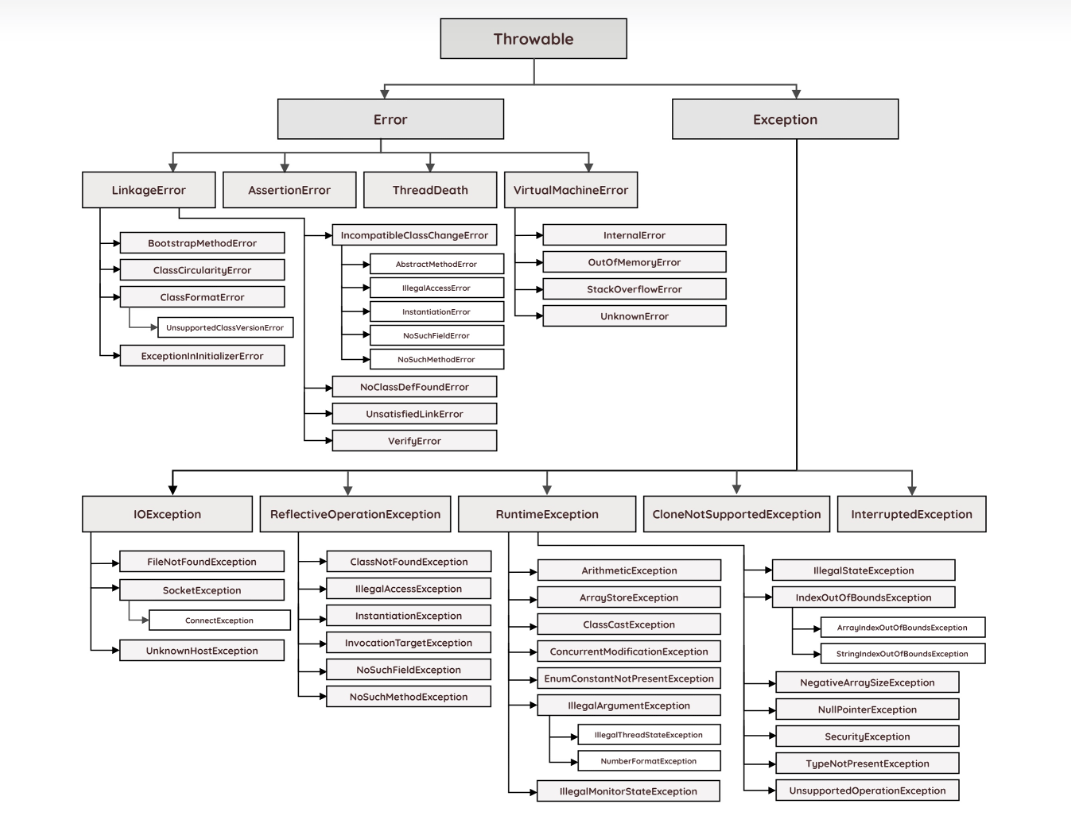 Throwable
Error
Exception
LinkageError
AssertionError
ThreadDeath
VirtualMachineError
BootstrapMethodError
ClassCircularityError
ClassFormatError
UnsupportedClassVersionError
ExceptionInInitializerError
IncompatibleClassChangeError
AbstractMethodError
IllegalAccessError
InstantiationError
NoSuchFieldError
NoSuchMethodError
NoClassDefFoundError
UnsatisfiedLinkError
VerifyError
InternalError
OutOfMemoryError
StackOverflowError
UnknownError
IOException
ReflectiveOperationException
RuntimeException
CloneNotSupportedException
InterruptedException
FileNotFoundException
SocketException
ConnectException
UnknownHostException
ClassNotFoundException
IllegalAccessException
InstantiationException
InvocationTargetException
NoSuchFieldException
NoSuchMethodException
ArithmeticException
ArrayStoreException
ClassCastException
ConcurrentModificationException
EnumConstantNotPresentException
IllegalArgumentException
IllegalThreadStateException
NumberFormatException
IllegalMonitorStateException
IllegalStateException
IndexOutOfBoundsException
ArrayIndexOutOfBoundsException
StringIndexOutOfBoundsException
NegativeArraySizeException
NullPointerException
SecurityException
TypeNotPresentException
UnsupportedOperationException